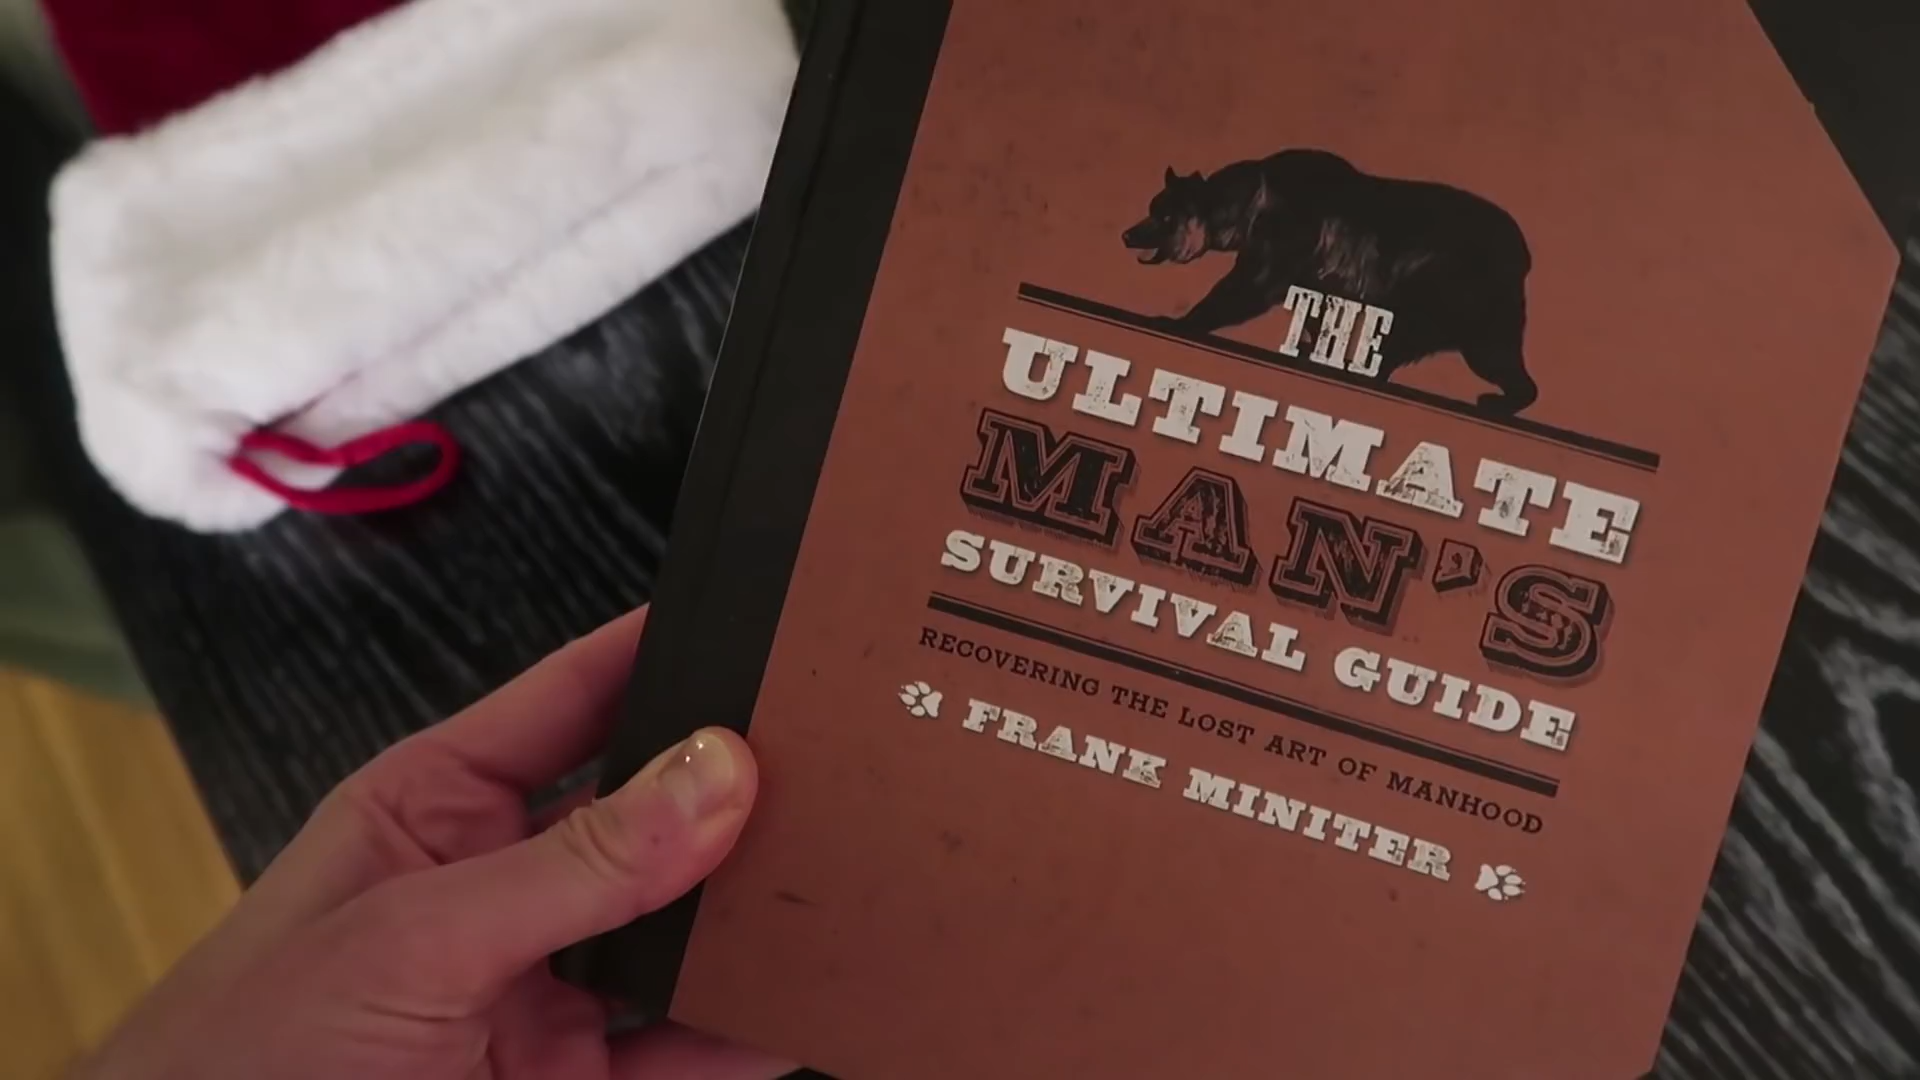 THE
ULTIMATE
MAN'S
SURVIVAL GUIDE
RECOVERING THE LOST ART OF MANHOOD
FRANK MINITER